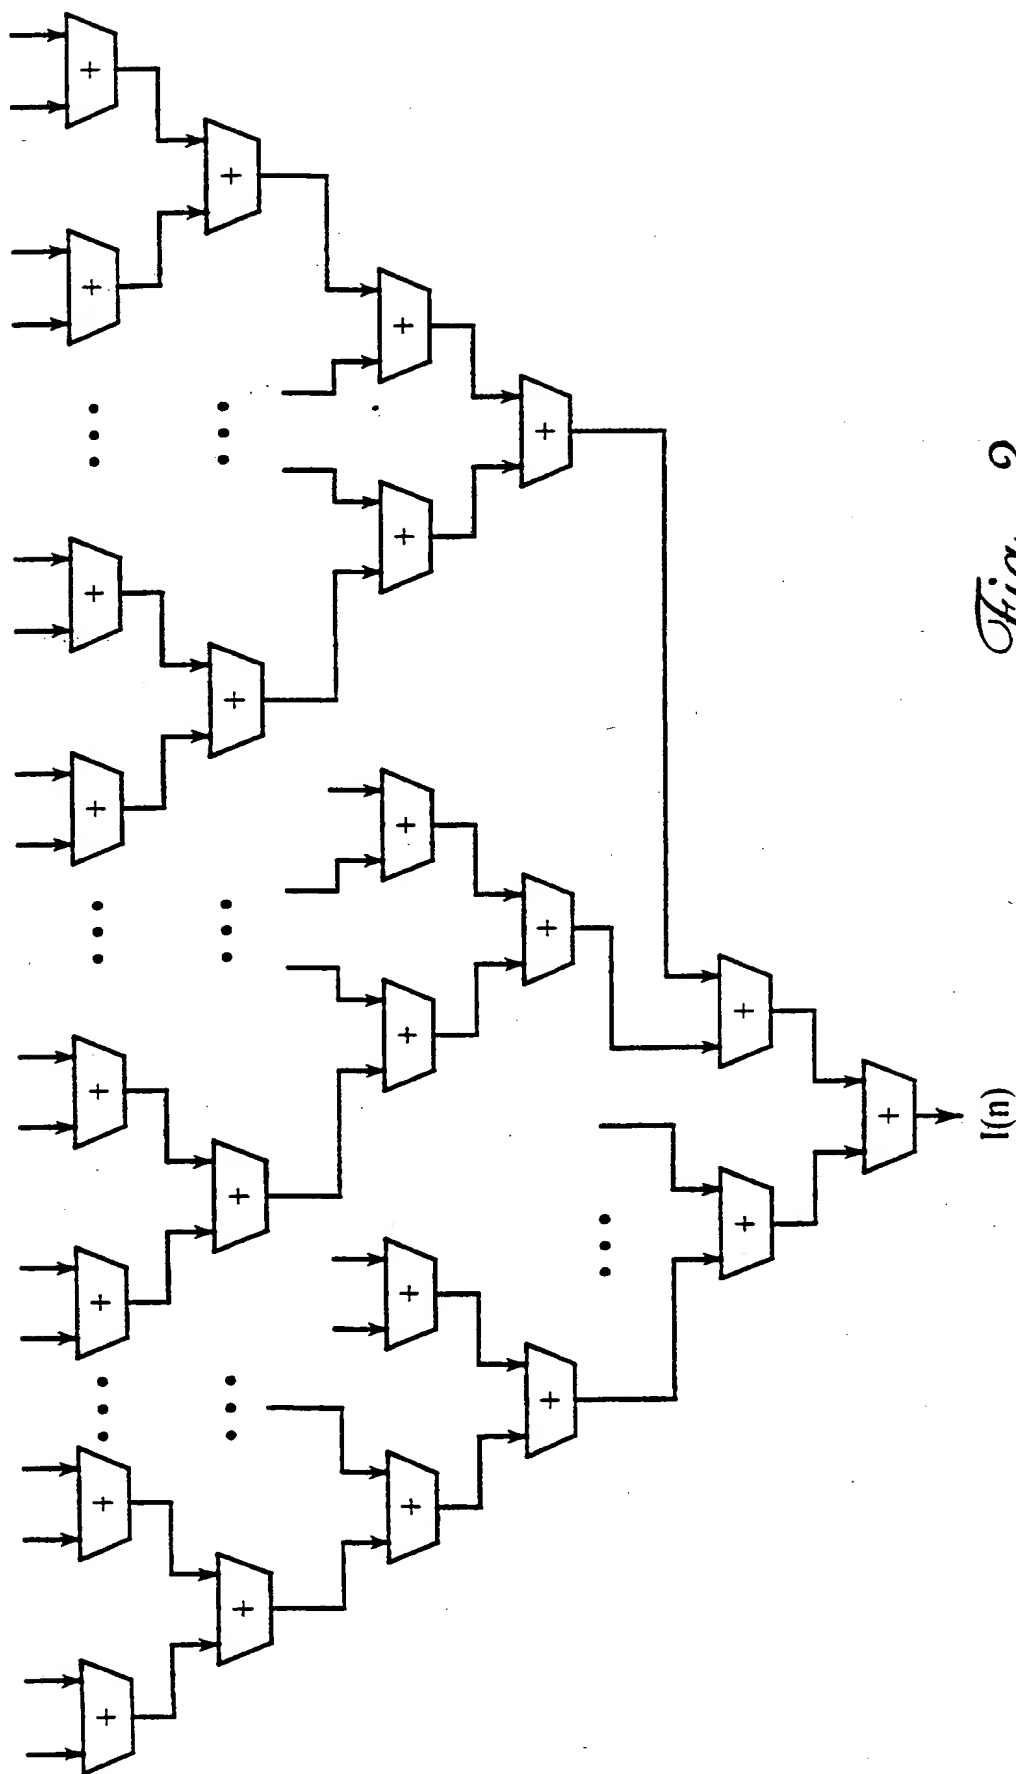 + + + + + + + +
+ + + +
+ + + + + +
+ + +
+ +
+
I(n)
Fig. 2